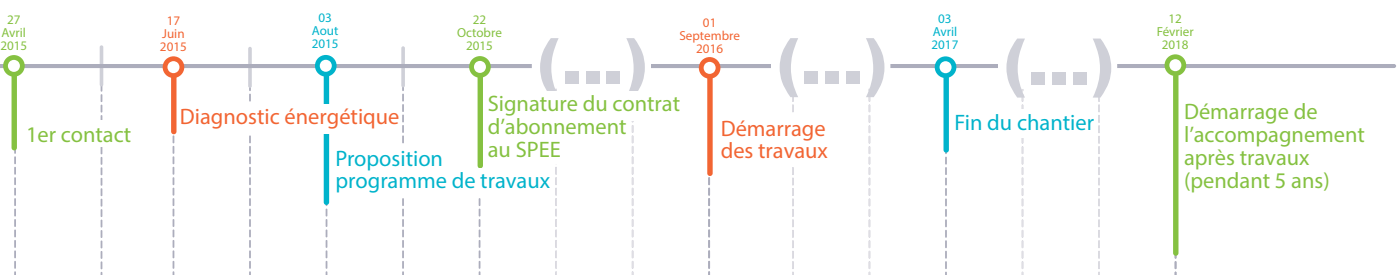 27
Avril
2015
1er contact
17
Juin
2015
Diagnostic énergétique
03
Aout
2015
Proposition
programme de travaux
22
Octobre
2015
Signature du contrat
d'abonnement
au SPEE
(...)
01
Septembre
2016
Démarrage
des travaux
(...)
03
Avril
2017
Fin du chantier
(...)
12
Février
2018
Démarrage de
l'accompagnement
après travaux
(pendant 5 ans)